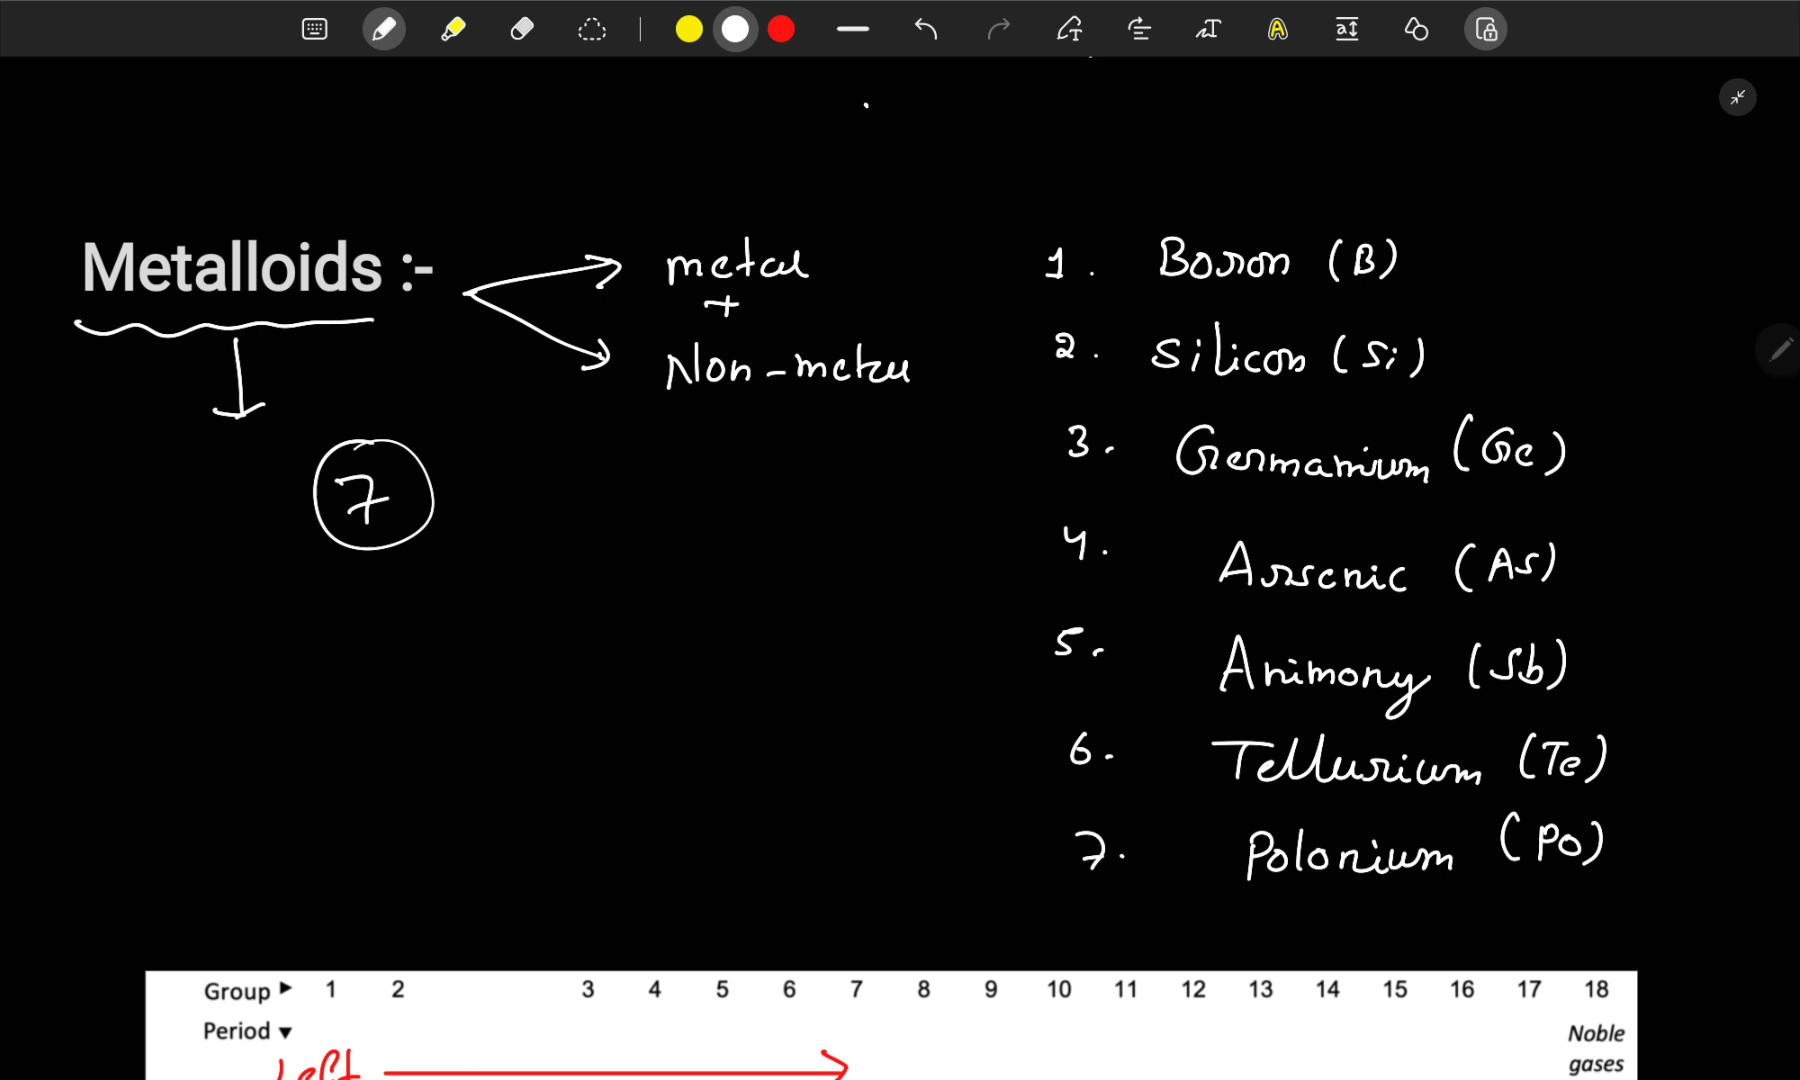 Metalloids :-
metal
+
Non-metal
7
1. Boron (B)
2. Silicon (Si)
3. Germanium (Ge)
4. Arsenic (As)
5. Animony (Sb)
6. Tellurium (Te)
7. Polonium (Po)
Group ▶ 1 2 3 4 5 6 7 8 9 10 11 12 13 14 15 16 17 18
Period ▼
Noble
gases
Left